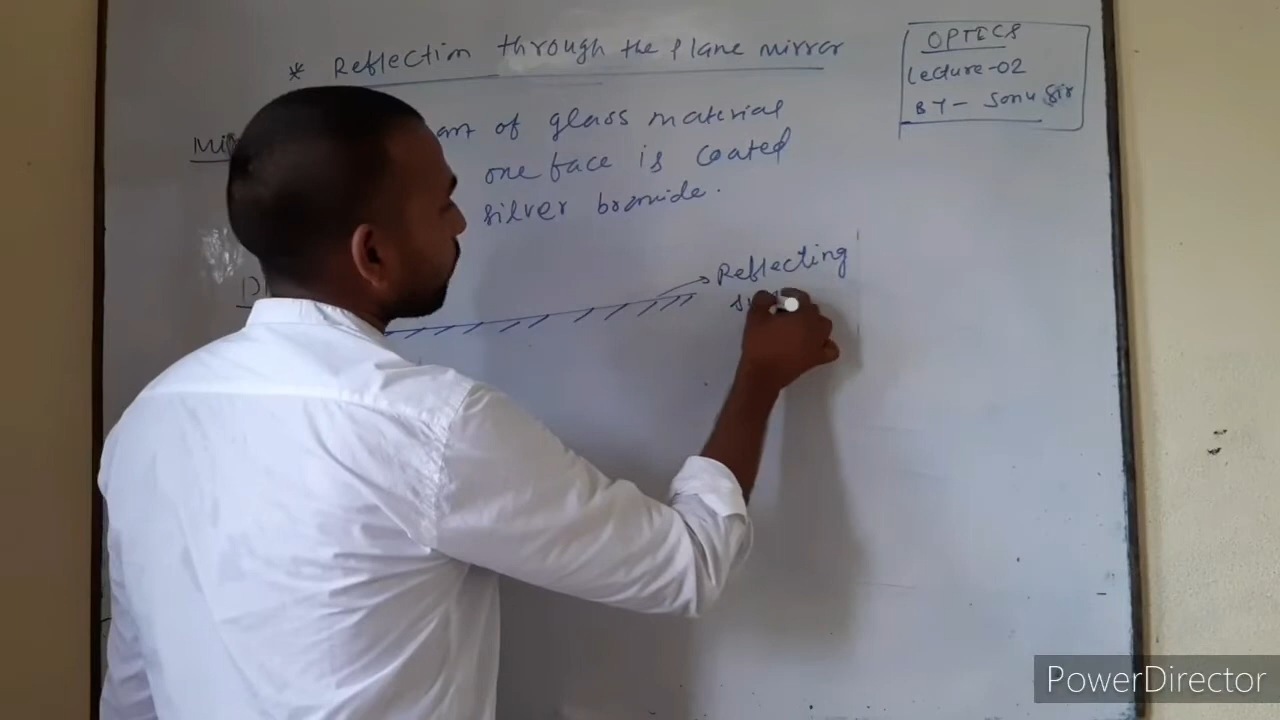 * Reflection through the Plane mirror
OPTICS
Lecture-02
BY - Sonu Sir
of glass material
one face is coated
silver bromide.
Reflecting
PowerDirector